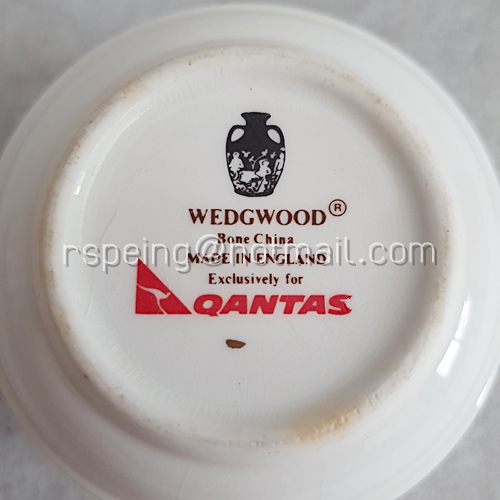 WEDGWOOD®
Bone China
rspeing@hotmail.com
MADE IN ENGLAND
Exclusively for
QANTAS